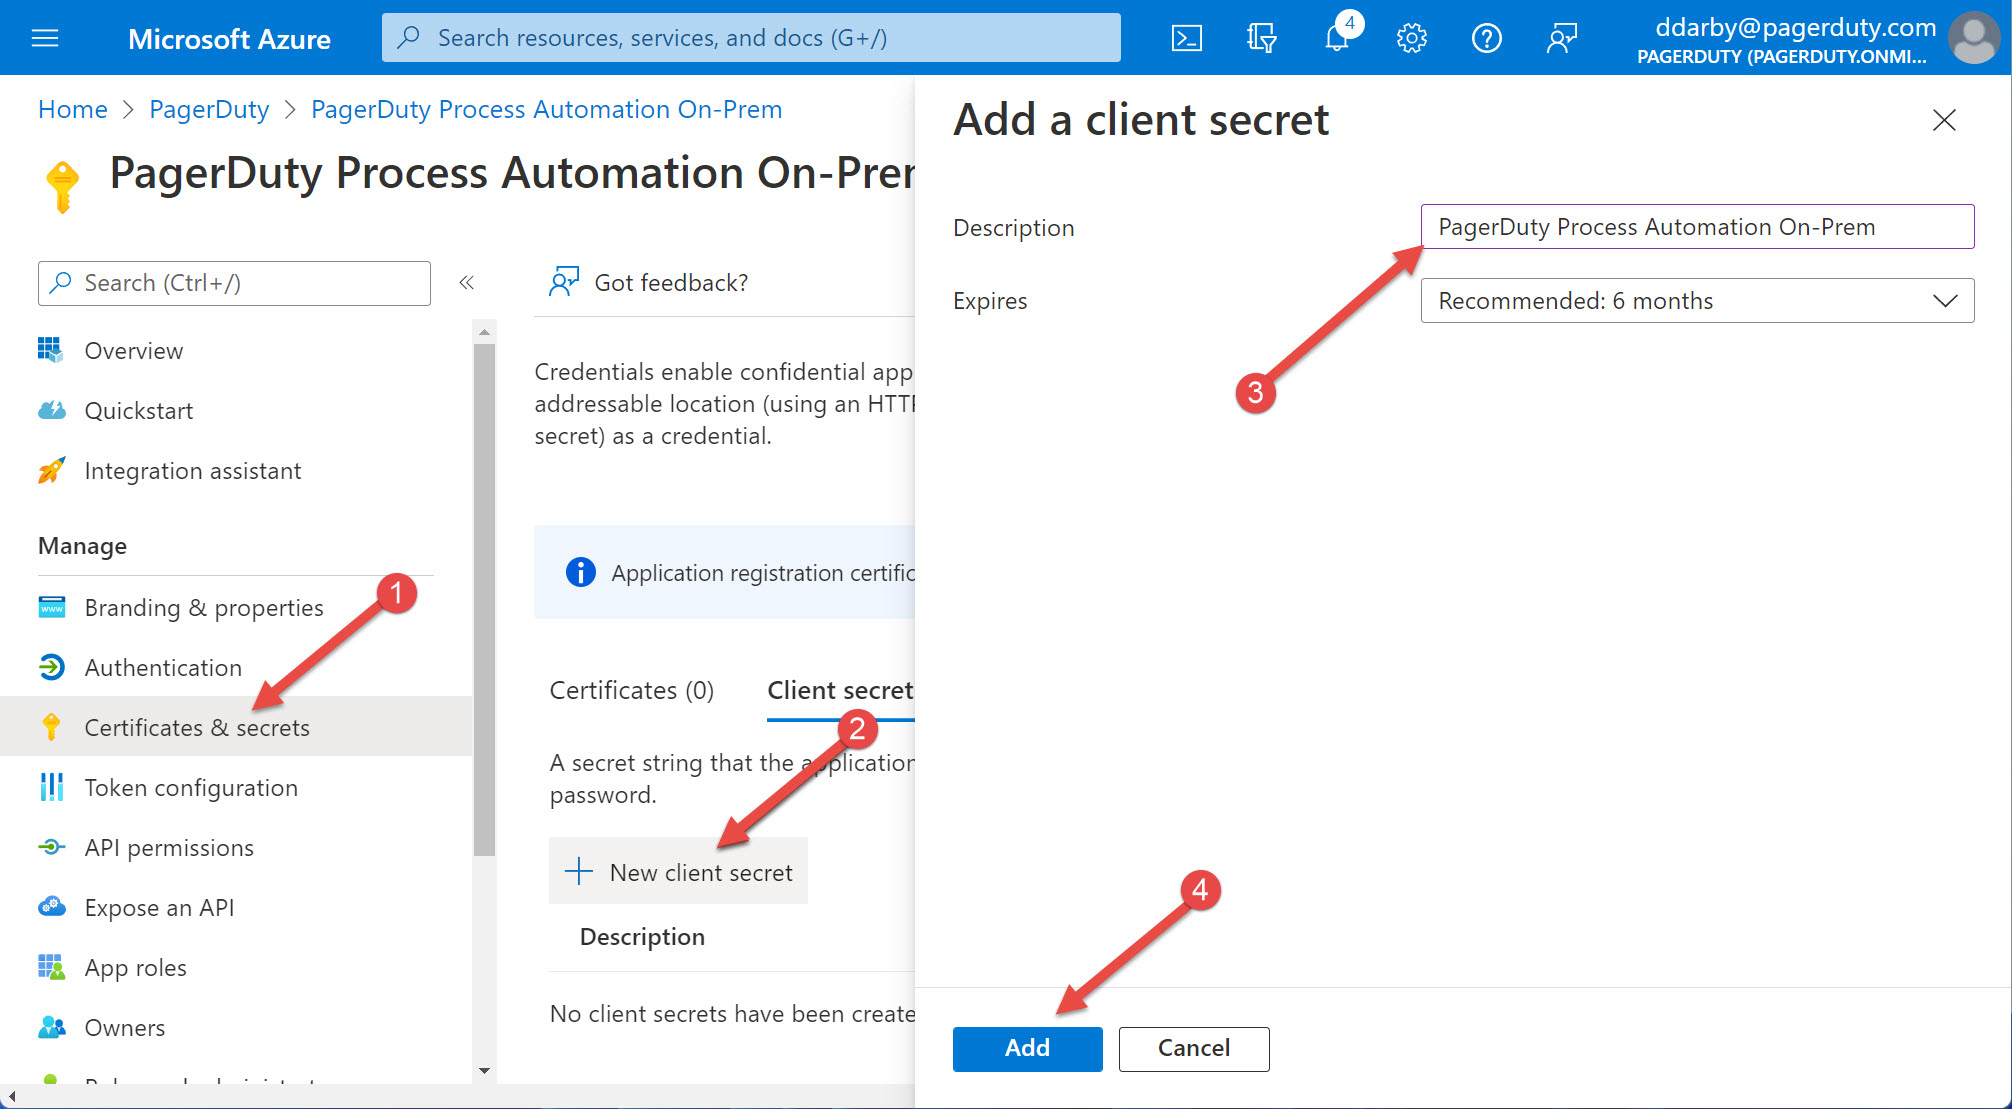 Microsoft Azure
Search resources, services, and docs (G+/)
4
ddarby@pagerduty.com
PAGERDUTY (PAGERDUTY.ONMI...
Home > PagerDuty > PagerDuty Process Automation On-Prem
PagerDuty Process Automation On-Prer
Search (Ctrl+/)
«
Overview
Quickstart
Integration assistant
Manage
Branding & properties
Authentication
Certificates & secrets
Token configuration
API permissions
Expose an API
App roles
Owners
1
Got feedback?
Credentials enable confidential app
addressable location (using an HTTP
secret) as a credential.
Application registration certific
Certificates (0)
Client secret
2
A secret string that the application
password.
New client secret
Description
No client secrets have been create
Add a client secret
Description
PagerDuty Process Automation On-Prem
Expires
Recommended: 6 months
3
4
Add
Cancel